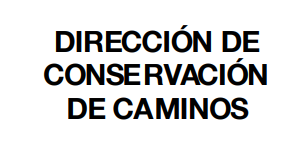 DIRECCIÓN DE
CONSERVACIÓN
DE CAMINOS